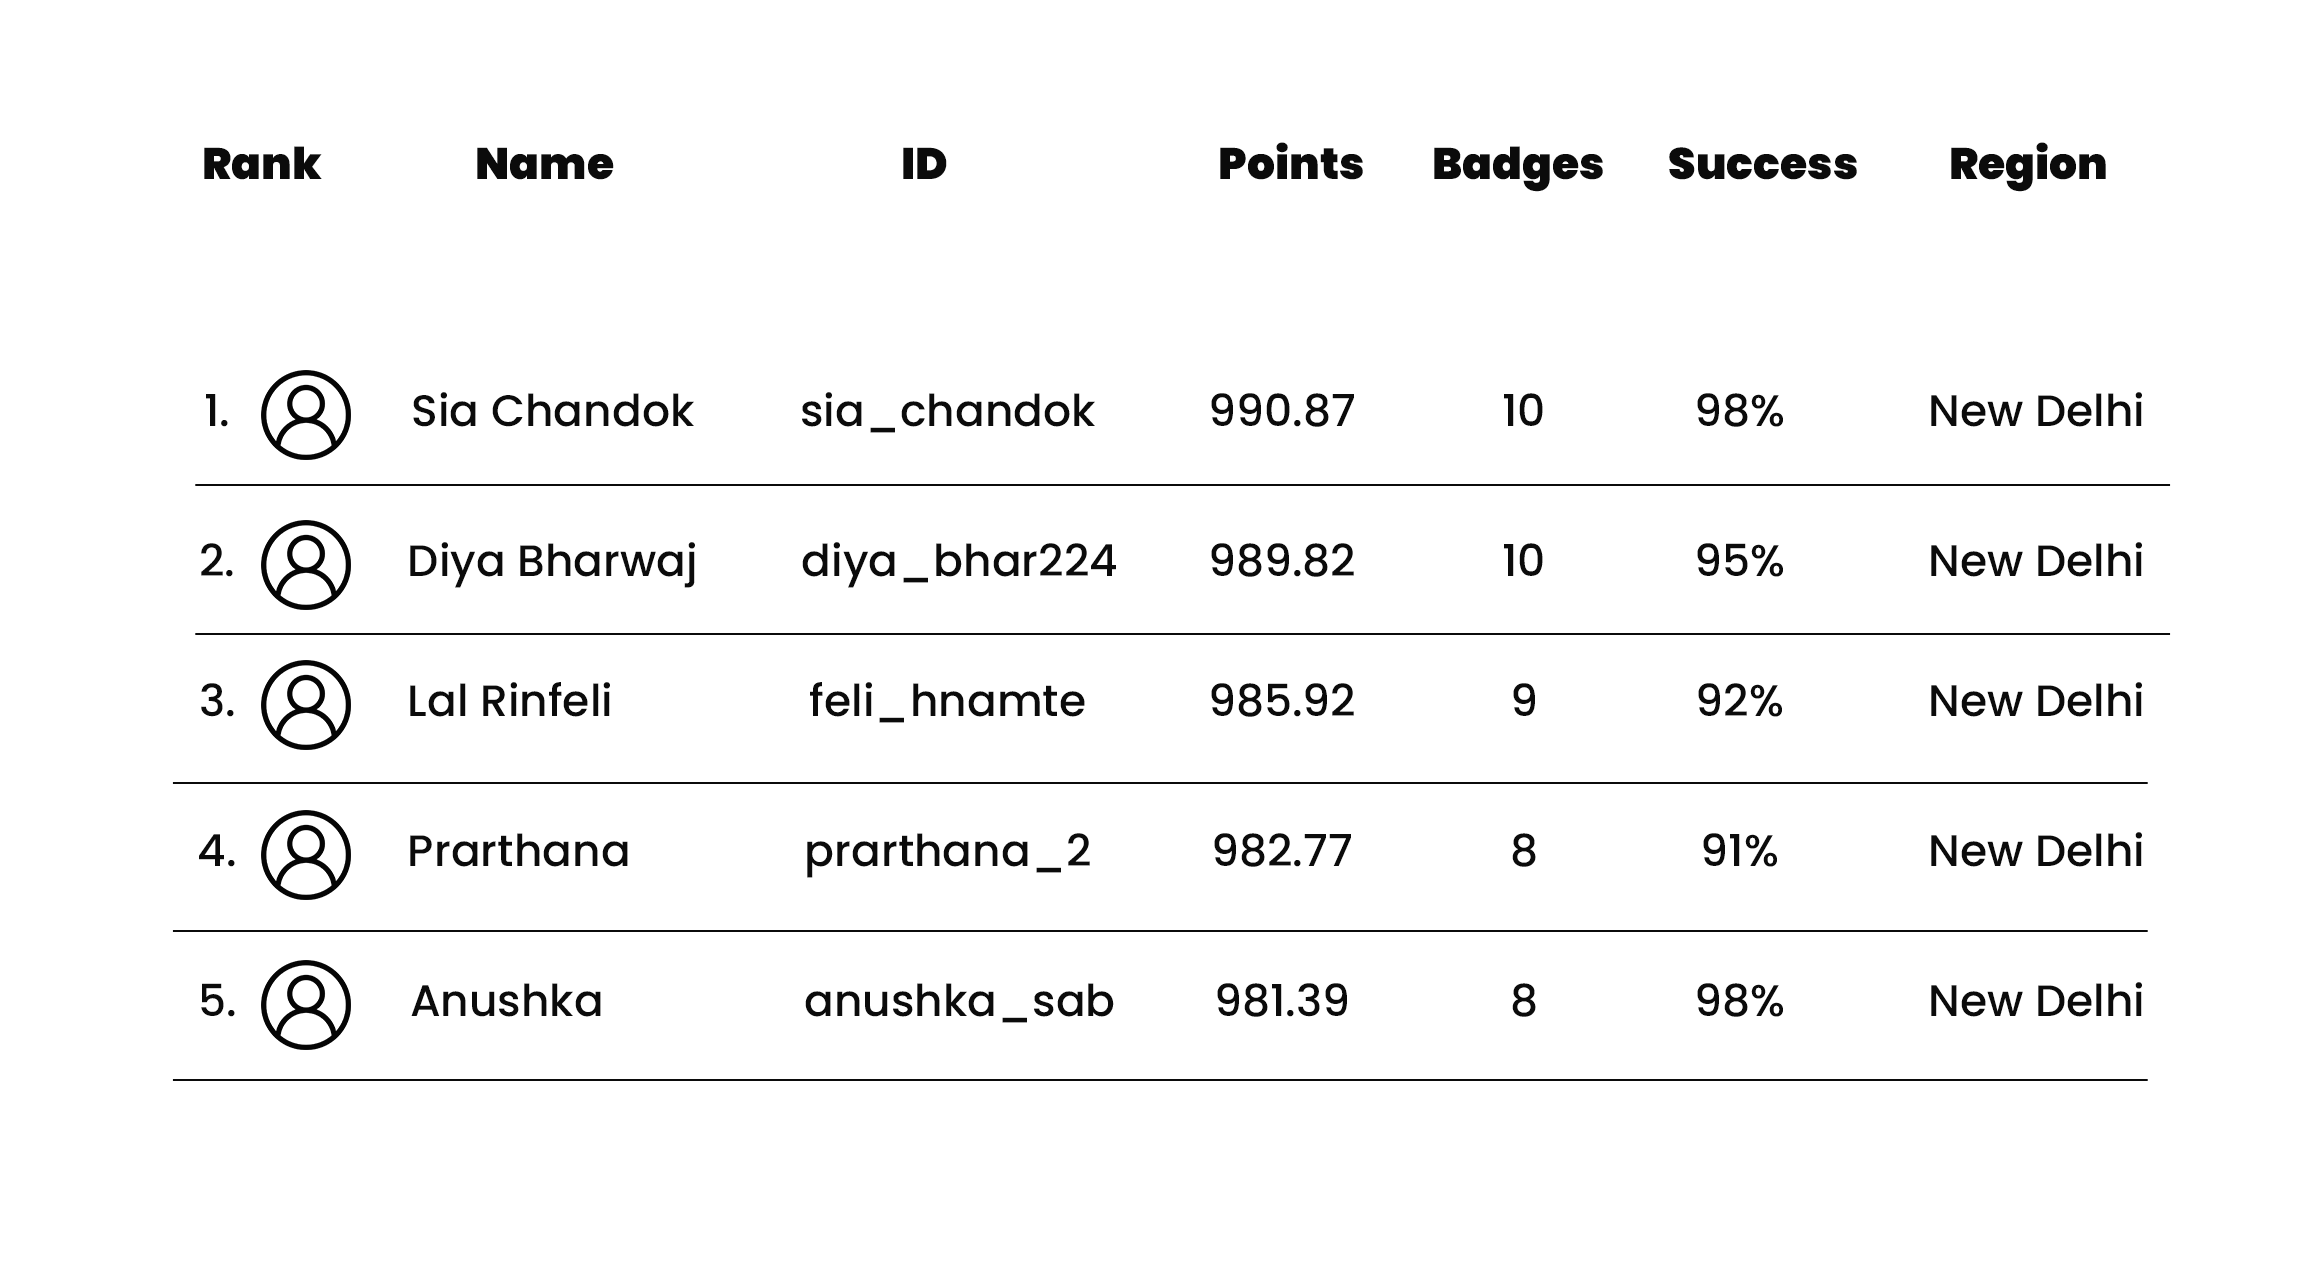 Rank Name ID Points Badges Success Region
1. Sia Chandok sia_chandok 990.87 10 98% New Delhi
2. Diya Bharwaj diya_bhar224 989.82 10 95% New Delhi
3. Lal Rinfeli feli_hnamte 985.92 9 92% New Delhi
4. Prarthana prarthana_2 982.77 8 91% New Delhi
5. Anushka anushka_sab 981.39 8 98% New Delhi